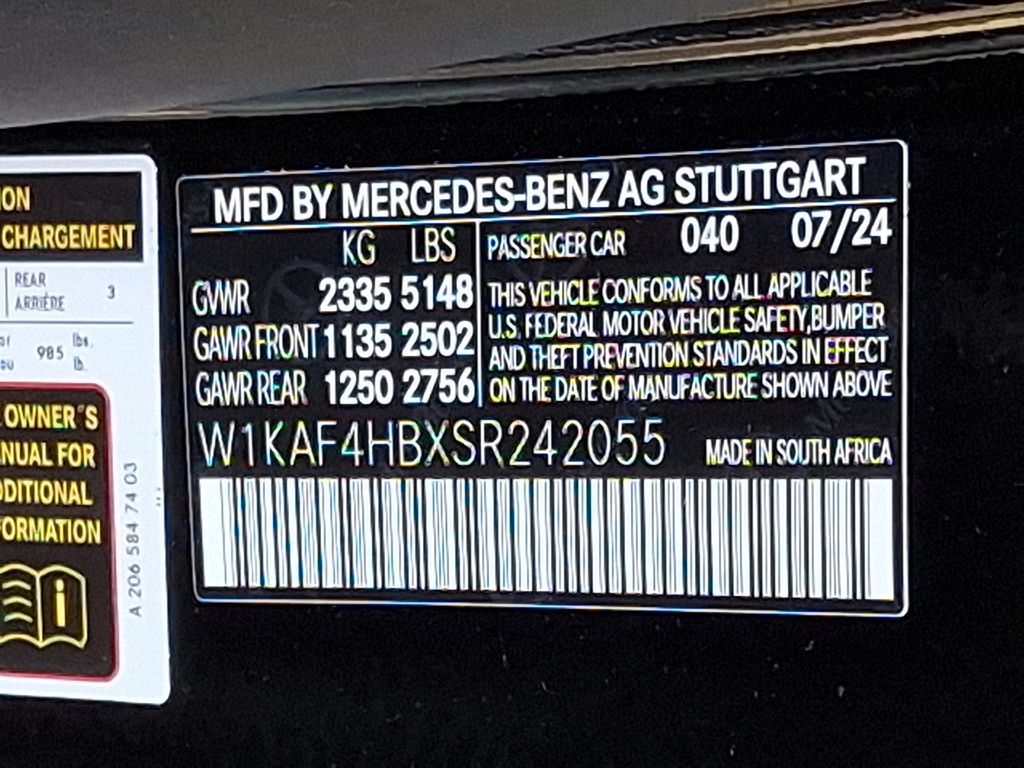 ION
CHARGEMENT
REAR
ARRIÈRE 3
985 lbs.
lb.
OWNER'S
NUAL FOR
DDITIONAL
FORMATION
A 206 584 74 03
MFD BY MERCEDES-BENZ AG STUTTGART
KG LBS
GVWR 2335 5148
GAWR FRONT 1135 2502
GAWR REAR 1250 2756
PASSENGER CAR 040 07/24
THIS VEHICLE CONFORMS TO ALL APPLICABLE
U.S. FEDERAL MOTOR VEHICLE SAFETY,BUMPER
AND THEFT PREVENTION STANDARDS IN EFFECT
ON THE DATE OF MANUFACTURE SHOWN ABOVE
W1KAF4HBXSR242055
MADE IN SOUTH AFRICA